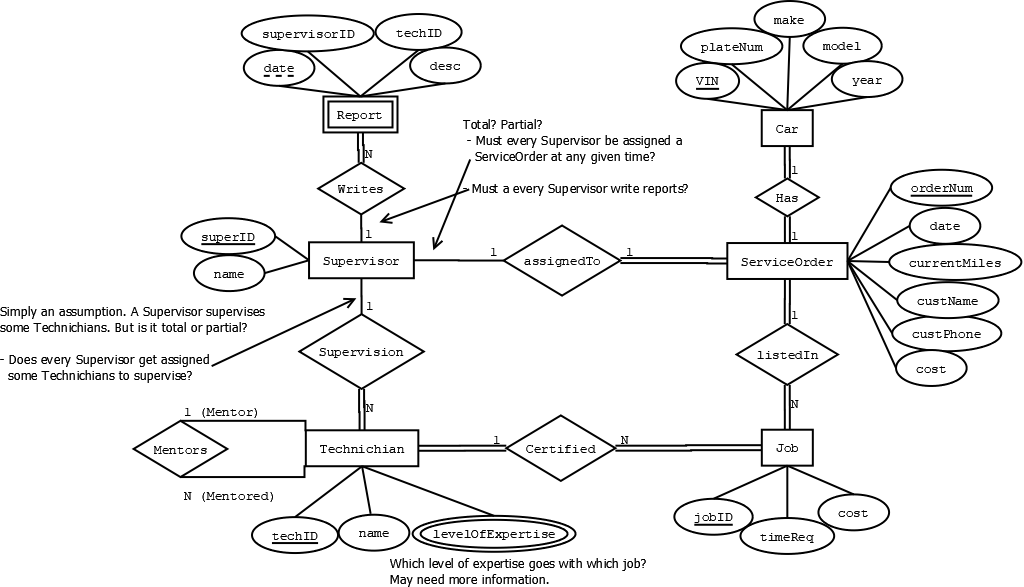 make
supervisorID
techID
plateNum
model
date
desc
VIN
year
Report
Car
Total? Partial?
- Must every Supervisor be assigned a
ServiceOrder at any given time?
N
1
Writes
- Must a every Supervisor write reports?
Has
orderNum
date
superID
1
1
name
Supervisor
1
assignedTo
1
ServiceOrder
currentMiles
custName
Simply an assumption. A Supervisor supervises
some Technichians. But is it total or partial?
1
1
custPhone
- Does every Supervisor get assigned
some Technichians to supervise?
Supervision
listedIn
cost
N
N
1 (Mentor)
Mentors
Technichian
1
Certified
N
Job
N (Mentored)
techID
name
levelOfExpertise
jobID
timeReq
cost
Which level of expertise goes with which job?
May need more information.